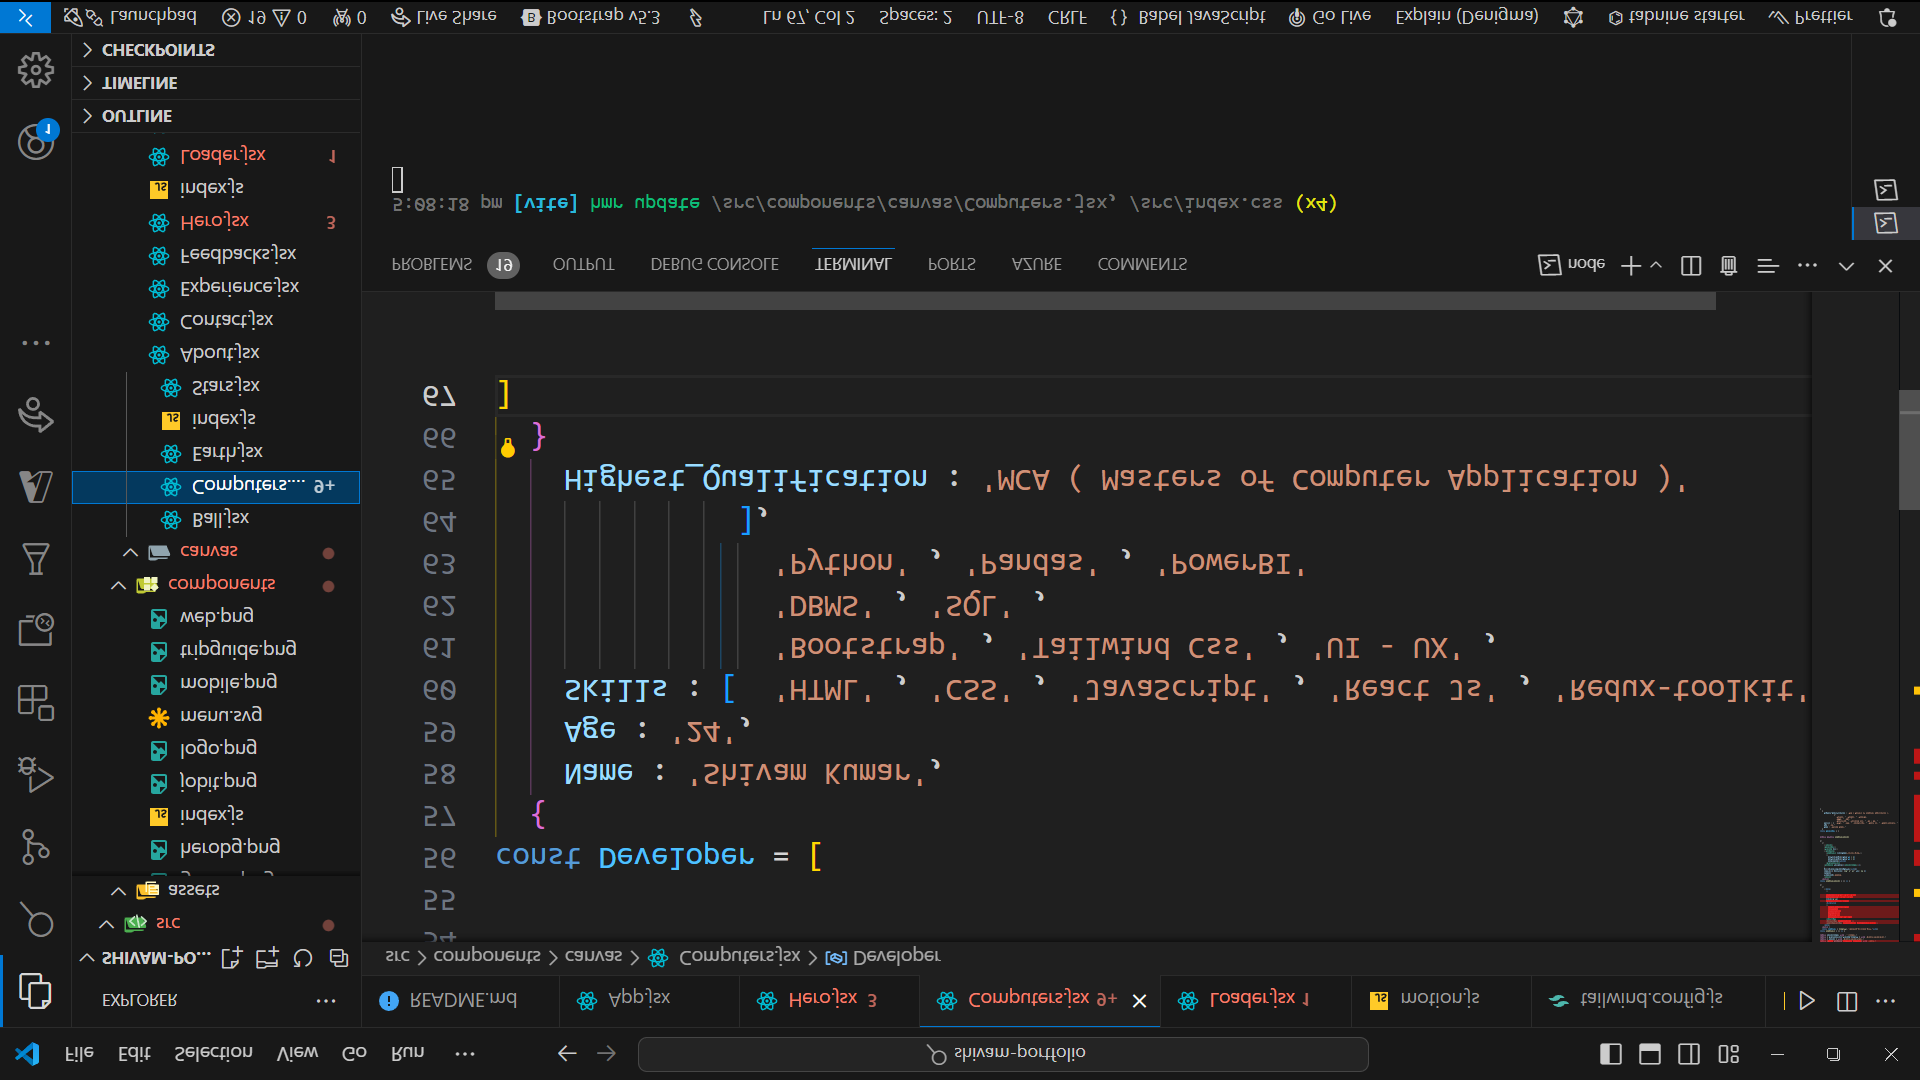 File Edit Selection View Go Run ...
shivam-portfolio
EXPLORER
README.md
App.jsx
Hero.jsx 3
Computers.jsx 9+
Loader.jsx 1
motion.js
tailwind.config.js
src > components > canvas > Computers.jsx > Developer
SHIVAM-PO...
src
assets
herobg.png
index.js
jobit.png
logo.png
menu.svg
mobile.png
tripguide.png
web.png
components
canvas
Ball.jsx
Computers.... 9+
Earth.jsx
index.js
Stars.jsx
About.jsx
Contact.jsx
Experience.jsx
Feedbacks.jsx
Hero.jsx 3
index.js
Loader.jsx 1
OUTLINE
TIMELINE
CHECKPOINTS
1
54
55
56 const Developer = [
57 {
58 Name : 'Shivam Kumar',
59 Age : '24',
60 Skills : [ 'HTML' , 'CSS' , 'JavaScript' , 'React Js' , 'Redux-toolkit'
61 'Bootstrap' , 'Tailwind Css' , 'UI - UX' ,
62 'DBMS' , 'SQL' ,
63 'Python' , 'Pandas' , 'PowerBI'
64 ],
65 Highest_Qualification : 'MCA ( Masters of Computer Application )'
66 }
67 ]
PROBLEMS 19 OUTPUT DEBUG CONSOLE TERMINAL PORTS AZURE COMMENTS
node
5:08:18 pm [vite] hmr update /src/components/canvas/Computers.jsx, /src/index.css (x4)
Launchpad 19 0 0 Live Share Bootstrap v5.3 Ln 67, Col 2 Spaces: 2 UTF-8 CRLF {} Babel JavaScript Go Live Explain (Denigma) tabnine starter Prettier